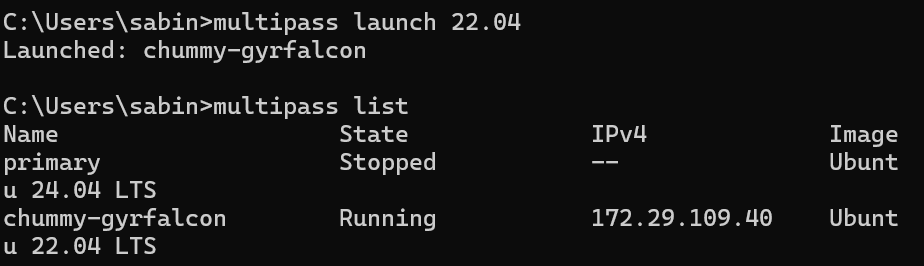 C:\Users\sabin>multipass launch 22.04
Launched: chummy-gyrfalcon

C:\Users\sabin>multipass list
Name                    State             IPv4             Image
primary                 Stopped           --               Ubunt
u 24.04 LTS
chummy-gyrfalcon        Running           172.29.109.40    Ubunt
u 22.04 LTS